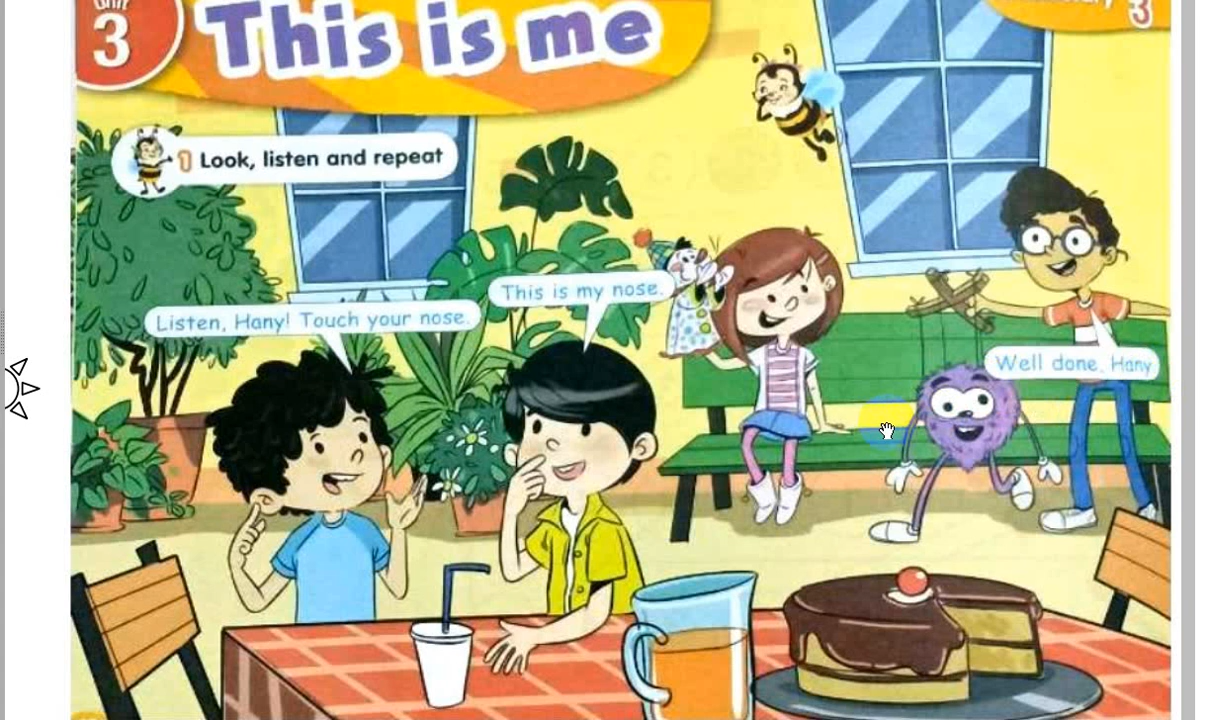 Unit
3
This is me
3
1 Look, listen and repeat
This is my nose.
Listen, Hany! Touch your nose.
Well done, Hany